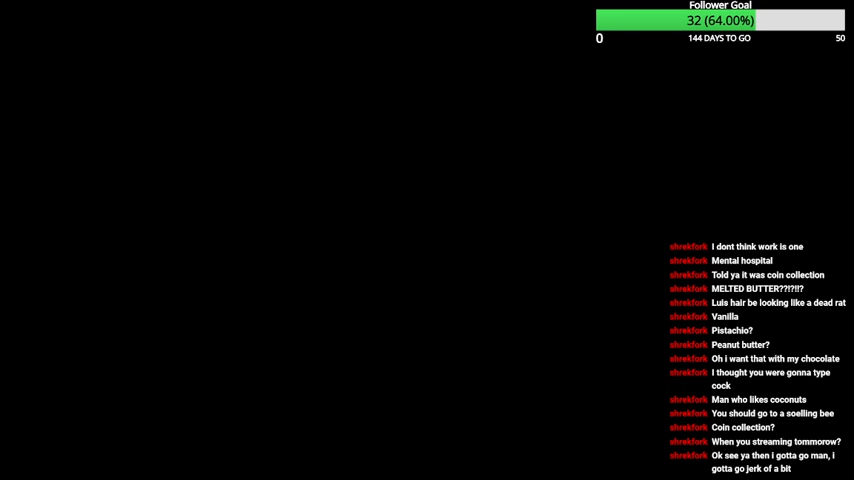 Follower Goal
32 (64.00%)
0 144 DAYS TO GO 50
shrekfork I dont think work is one
shrekfork Mental hospital
shrekfork Told ya it was coin collection
shrekfork MELTED BUTTER??!?!!?
shrekfork Luis hair be looking like a dead rat
shrekfork Vanilla
shrekfork Pistachio?
shrekfork Peanut butter?
shrekfork Oh i want that with my chocolate
shrekfork I thought you were gonna type
cock
shrekfork Man who likes coconuts
shrekfork You should go to a soelling bee
shrekfork Coin collection?
shrekfork When you streaming tommorow?
shrekfork Ok see ya then i gotta go man, i
gotta go jerk of a bit